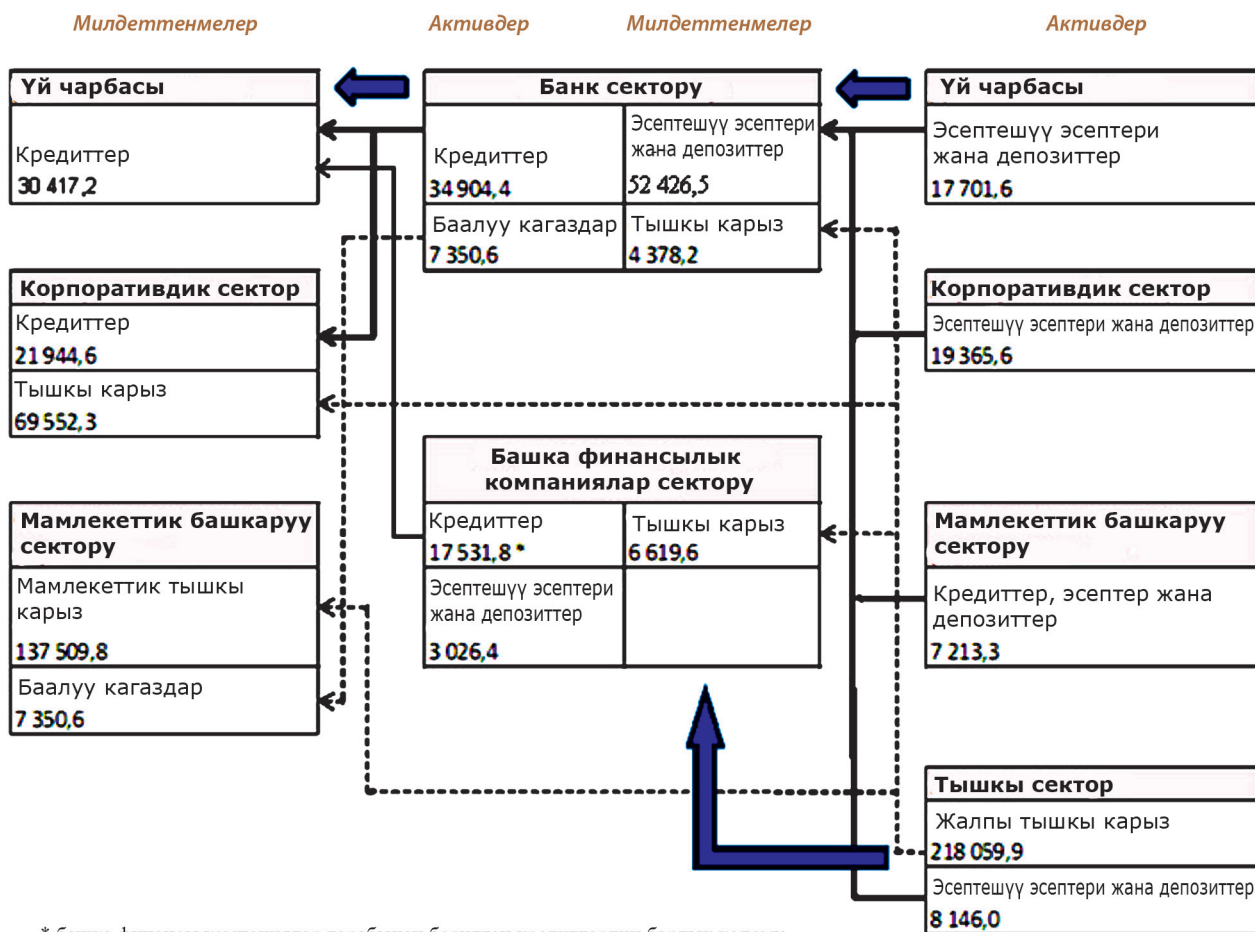 Милдеттенмелер
Активдер
Милдеттенмелер
Активдер
Үй чарбасы
Кредиттер
30 417,2
Корпоративдик сектор
Кредиттер
21 944,6
Тышкы карыз
69 552,3
Мамлекеттик башкаруу
сектору
Мамлекеттик тышкы
карыз
137 509,8
Баалуу кагаздар
7 350,6
Банк сектору
Кредиттер
34 904,4
Эсептешүү эсептери
жана депозиттер
52 426,5
Баалуу кагаздар
7 350,6
Тышкы карыз
4 378,2
Башка финансылык
компаниялар сектору
Кредиттер
17 531,8 *
Тышкы карыз
6 619,6
Эсептешүү эсептери
жана депозиттер
3 026,4
Үй чарбасы
Эсептешүү эсептери
жана депозиттер
17 701,6
Корпоративдик сектор
Эсептешүү эсептери жана депозиттер
19 365,6
Мамлекеттик башкаруу
сектору
Кредиттер, эсептер жана
депозиттер
7 213,3
Тышкы сектор
Жалпы тышкы карыз
218 059,9
Эсептешүү эсептери жана депозиттер
8 146,0